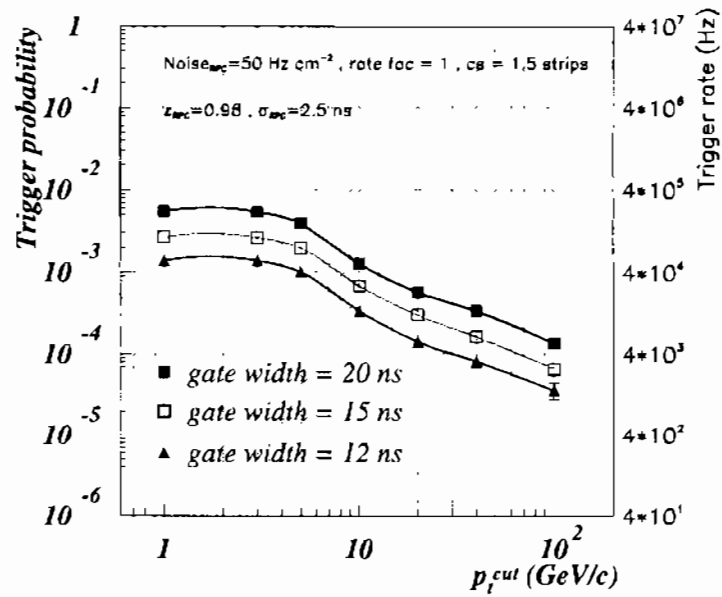 Trigger probability
1
10^-1
10^-2
10^-3
10^-4
10^-5
10^-6
Noise_RPC=50 Hz cm^-2 , rate fac = 1 , cs = 1.5 strips
ε_RPC=0.98 , σ_RPC=2.5 ns
■ gate width = 20 ns
□ gate width = 15 ns
▲ gate width = 12 ns
1 10 10^2
p_t^cut (GeV/c)
4*10^7
4*10^6
4*10^5
4*10^4
4*10^3
4*10^2
4*10^1
Trigger rate (Hz)